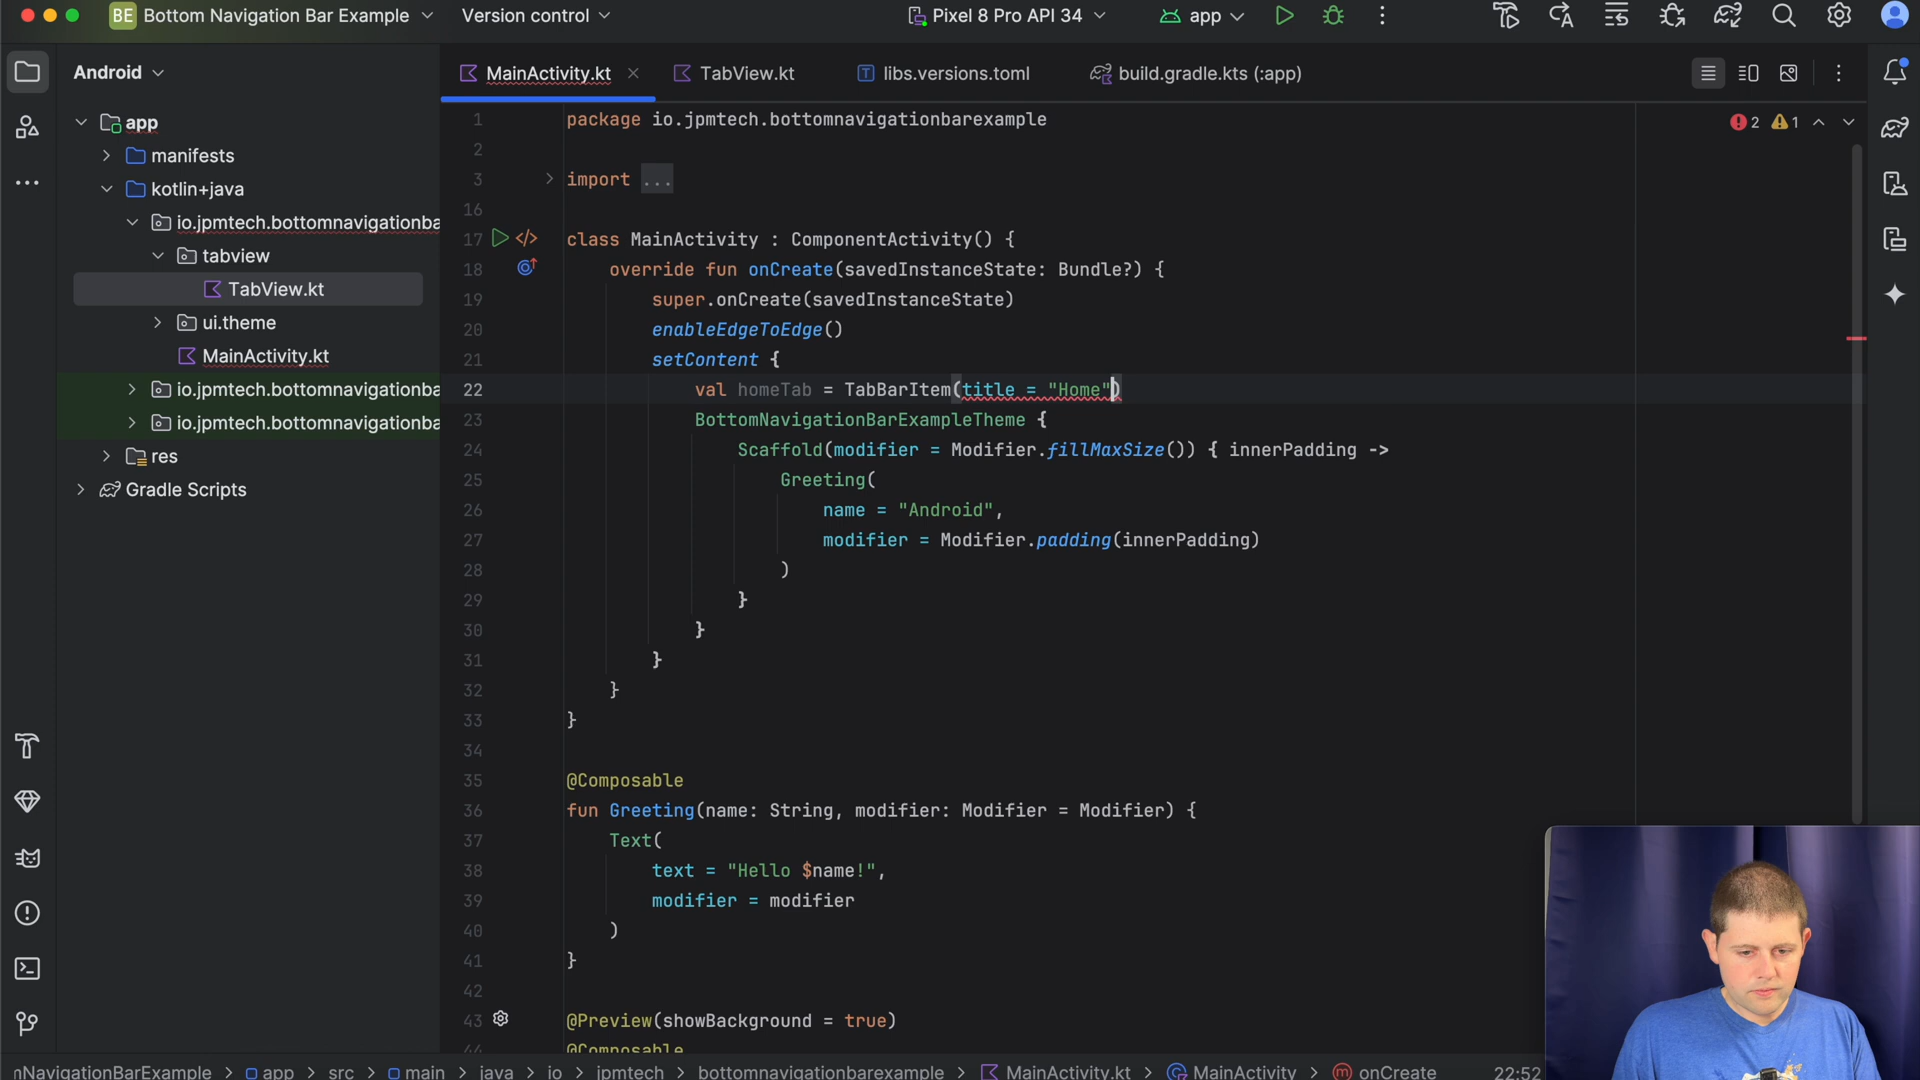 BE Bottom Navigation Bar Example Version control Pixel 8 Pro API 34 app
Android
MainActivity.kt TabView.kt libs.versions.toml build.gradle.kts (:app)
app
manifests
kotlin+java
io.jpmtech.bottomnavigationba
tabview
TabView.kt
ui.theme
MainActivity.kt
io.jpmtech.bottomnavigationba
io.jpmtech.bottomnavigationba
res
Gradle Scripts
2 1
1 package io.jpmtech.bottomnavigationbarexample
2
3 import ...
16
17 class MainActivity : ComponentActivity() {
18 override fun onCreate(savedInstanceState: Bundle?) {
19 super.onCreate(savedInstanceState)
20 enableEdgeToEdge()
21 setContent {
22 val homeTab = TabBarItem(title = "Home")
23 BottomNavigationBarExampleTheme {
24 Scaffold(modifier = Modifier.fillMaxSize()) { innerPadding ->
25 Greeting(
26 name = "Android",
27 modifier = Modifier.padding(innerPadding)
28 )
29 }
30 }
31 }
32 }
33 }
34
35 @Composable
36 fun Greeting(name: String, modifier: Modifier = Modifier) {
37 Text(
38 text = "Hello $name!",
39 modifier = modifier
40 )
41 }
42
43 @Preview(showBackground = true)
44 @Composable
nNavigationBarExample > app > src > main > java > io > jpmtech > bottomnavigationbarexample > MainActivity.kt > MainActivity > onCreate 22:52